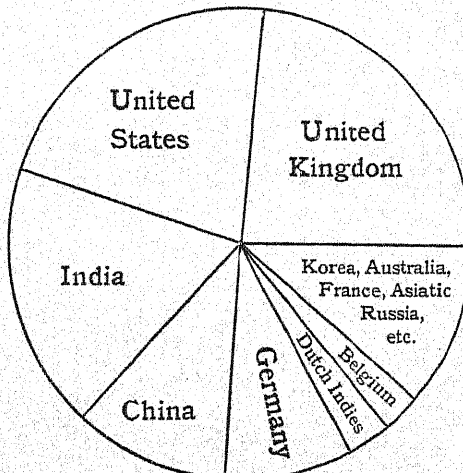 United
States
United
Kingdom
India
Korea, Australia,
France, Asiatic
Russia,
etc.
Belgium
Dutch Indies
Germany
China